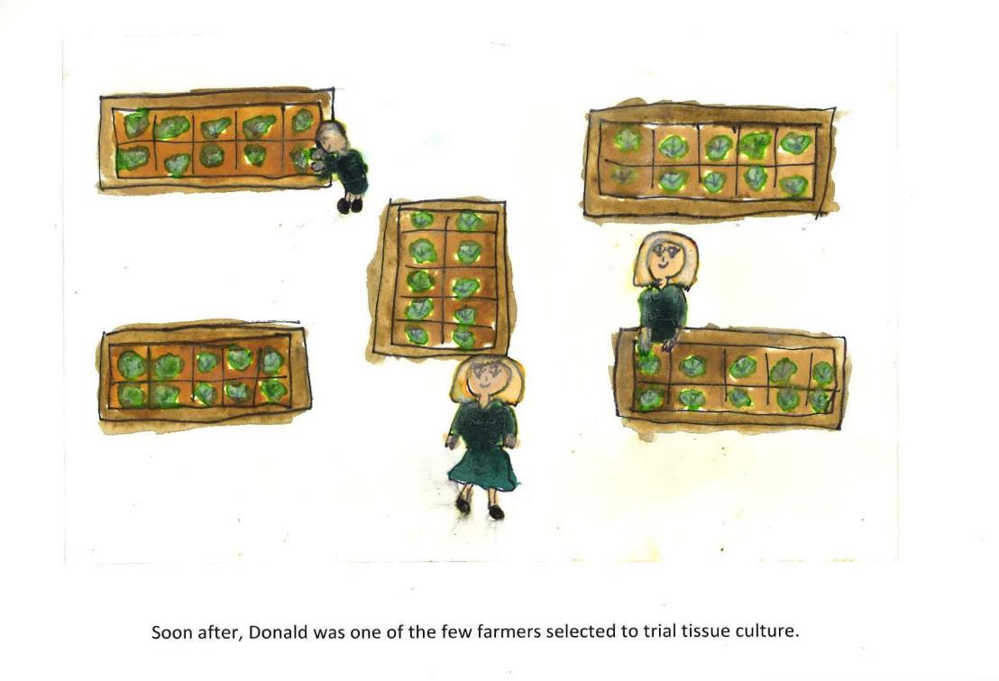 Soon after, Donald was one of the few farmers selected to trial tissue culture.